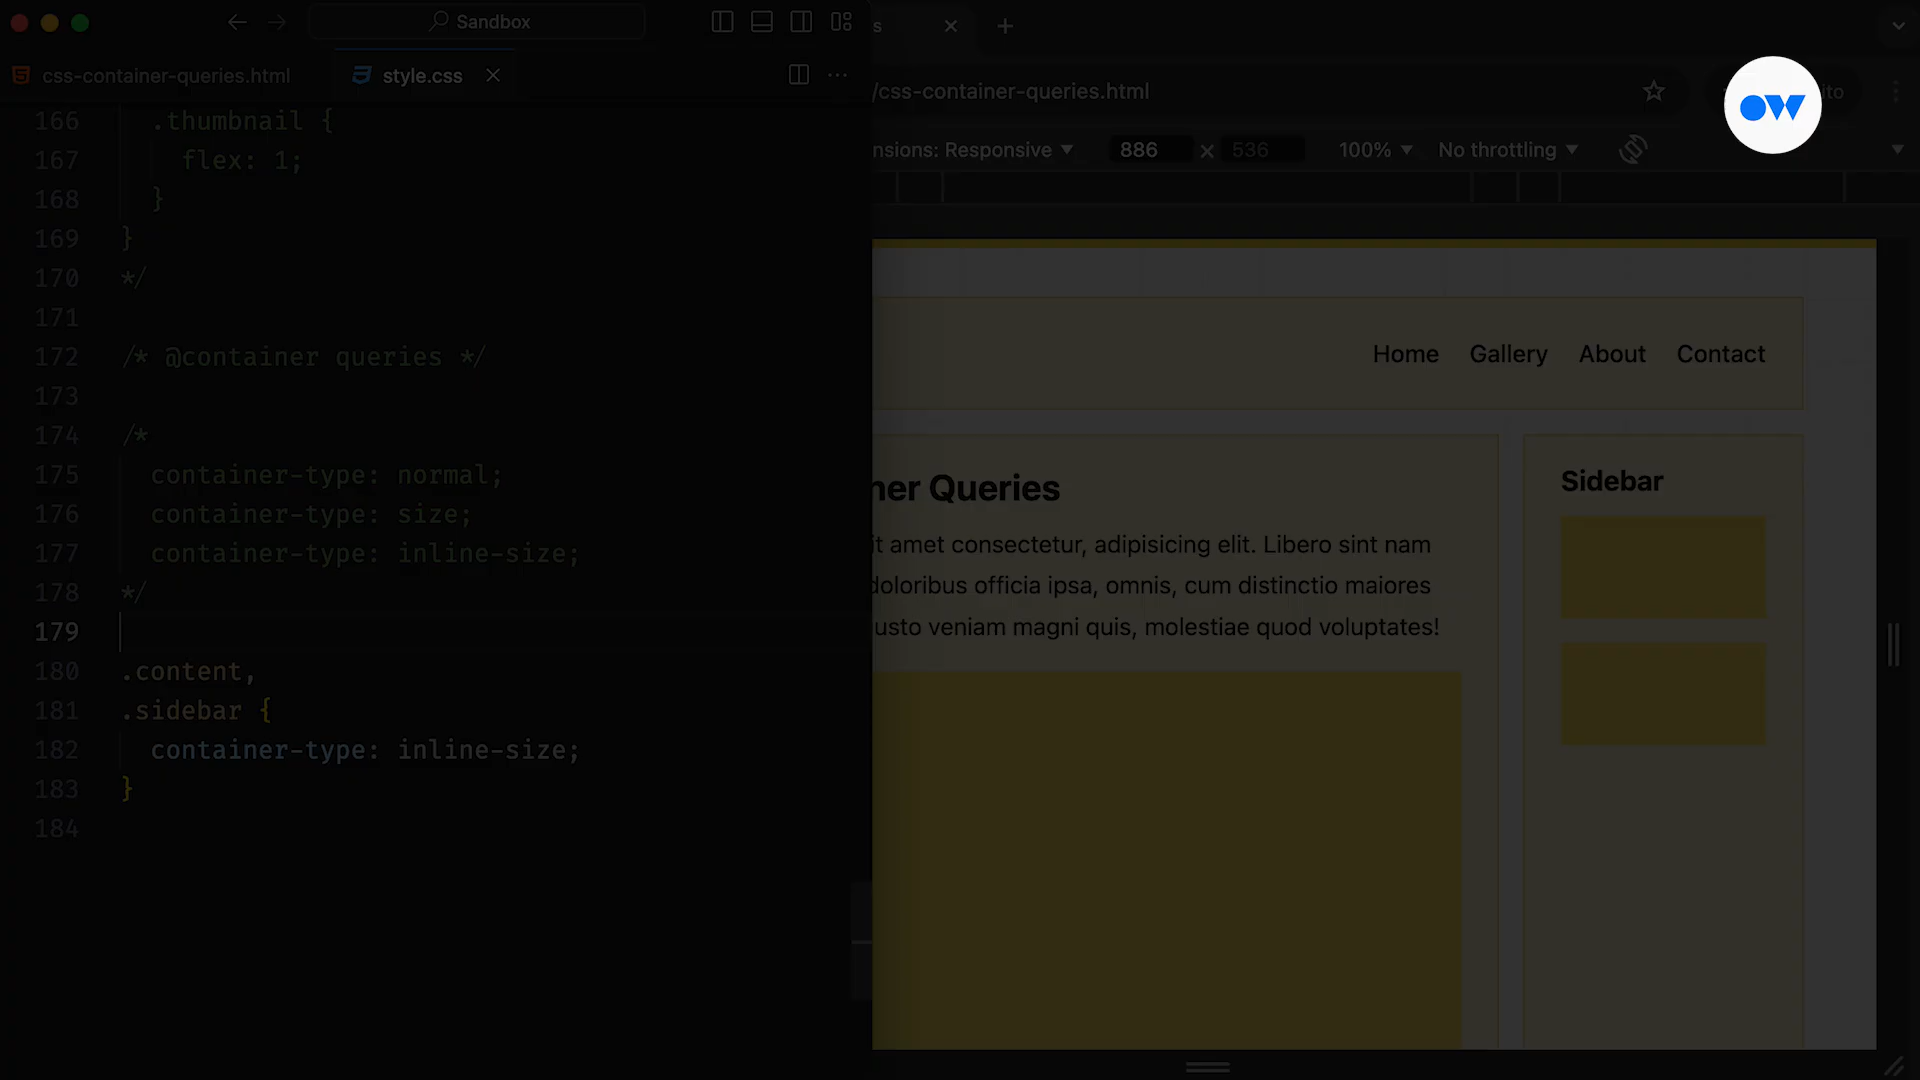 Sandbox
css-container-queries.html
style.css
166 .thumbnail {
167 flex: 1;
168 }
169 }
170 */
171
172 /* @container queries */
173
174 /*
175 container-type: normal;
176 container-type: size;
177 container-type: inline-size;
178 */
179
180 .content,
181 .sidebar {
182 container-type: inline-size;
183 }
184
s
/css-container-queries.html
ito
OW
nsions: Responsive 886 × 536 100% No throttling
Home Gallery About Contact
ner Queries
it amet consectetur, adipisicing elit. Libero sint nam
doloribus officia ipsa, omnis, cum distinctio maiores
usto veniam magni quis, molestiae quod voluptates!
Sidebar